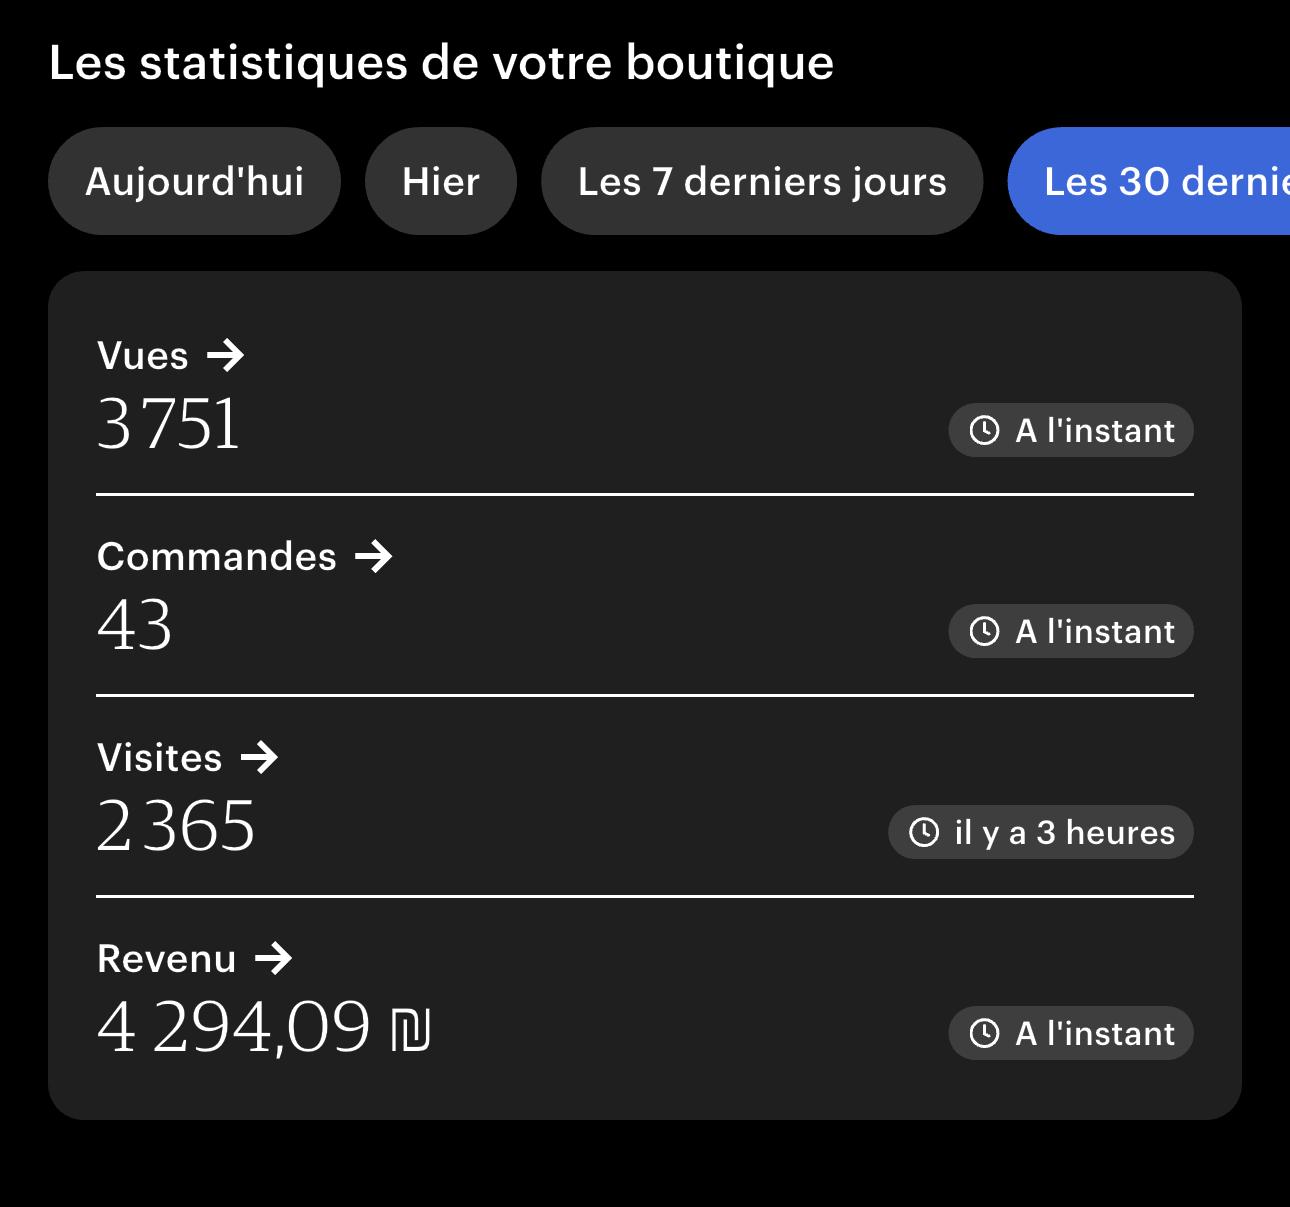 Les statistiques de votre boutique
Aujourd'hui Hier Les 7 derniers jours Les 30 dernie
Vues →
3 751 A l'instant
Commandes →
43 A l'instant
Visites →
2 365 il y a 3 heures
Revenu →
4 294,09 ₪ A l'instant